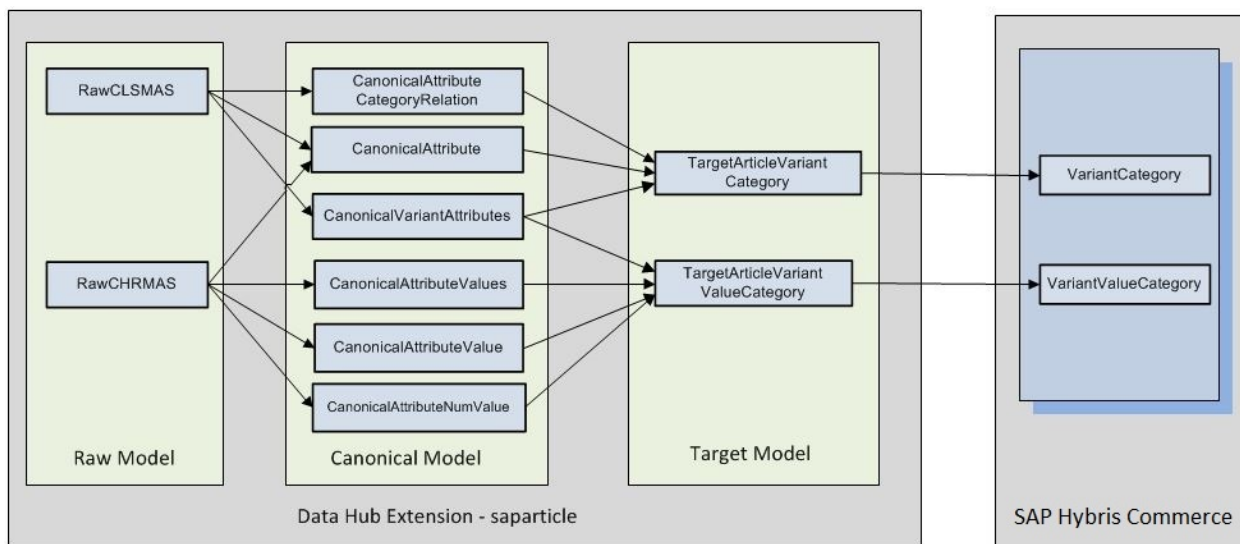 RawCLSMAS
RawCHRMAS
Raw Model
CanonicalAttribute
CategoryRelation
CanonicalAttribute
CanonicalVariantAttributes
CanonicalAttributeValues
CanonicalAttributeValue
CanonicalAttributeNumValue
Canonical Model
TargetArticleVariant
Category
TargetArticleVariant
ValueCategory
Target Model
Data Hub Extension - saparticle
VariantCategory
VariantValueCategory
SAP Hybris Commerce